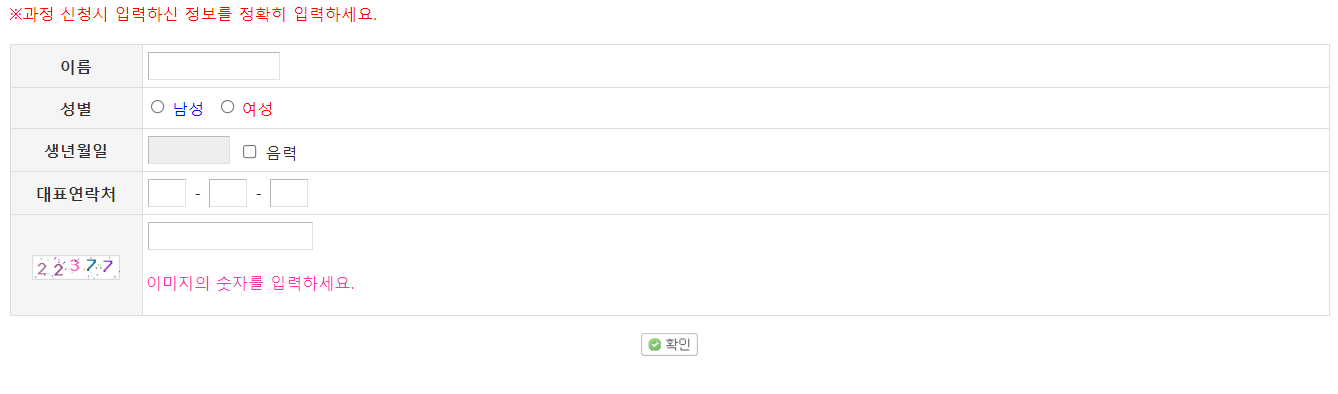 ※과정 신청시 입력하신 정보를 정확히 입력하세요.
이름
성별 남성 여성
생년월일 음력
대표연락처 - -
22377
이미지의 숫자를 입력하세요.
확인